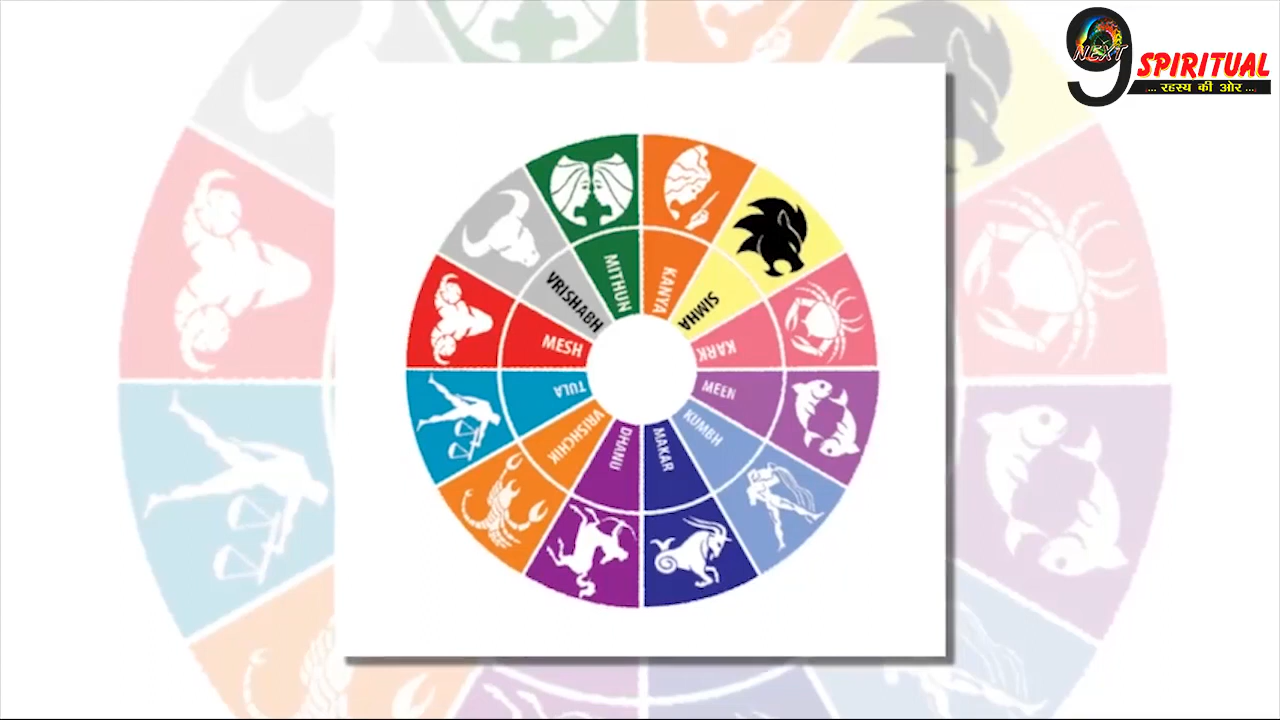 NEXT
9 SPIRITUAL
... रहस्य की ओर ...
MITHUN
KANYA
VRISHABH
SIMHA
MESH
KARK
TULA
MEEN
VRISHCHIK
KUMBH
DHANU
MAKAR